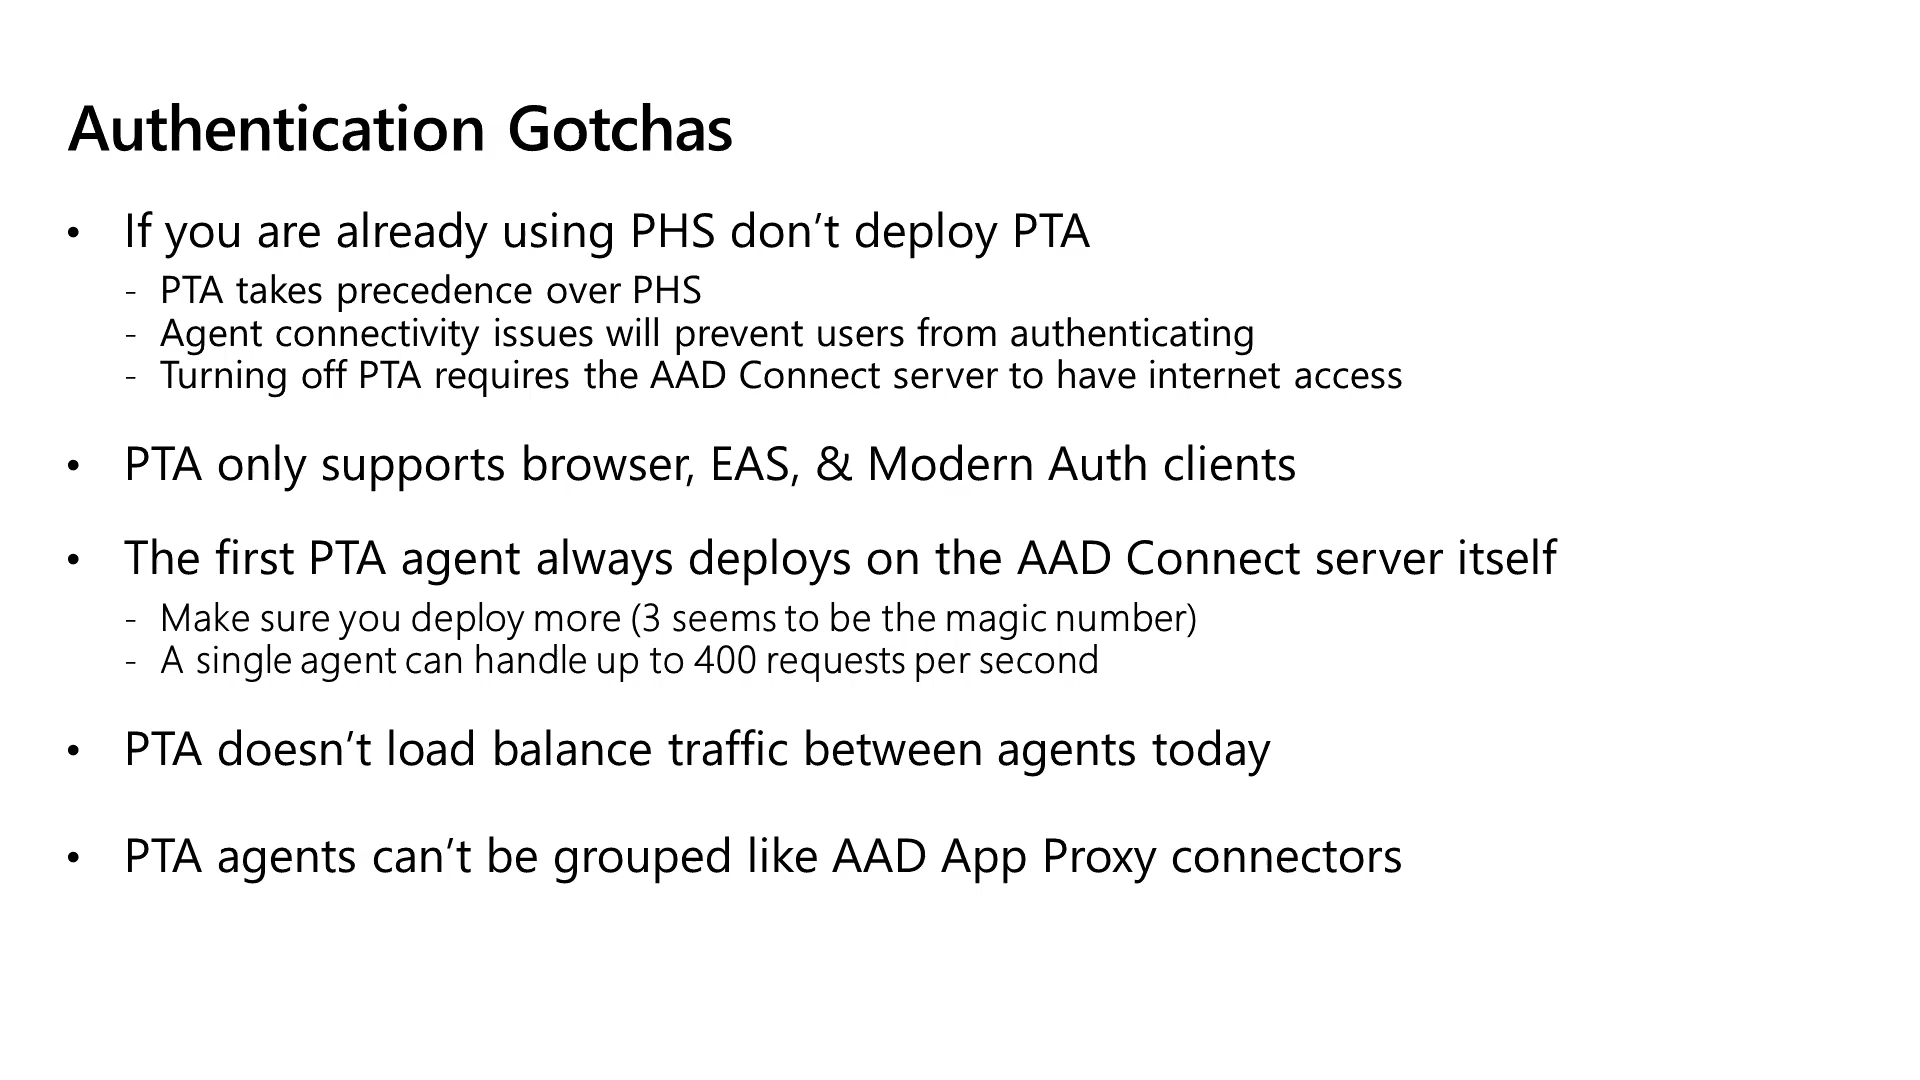 Authentication Gotchas
• If you are already using PHS don’t deploy PTA
- PTA takes precedence over PHS
- Agent connectivity issues will prevent users from authenticating
- Turning off PTA requires the AAD Connect server to have internet access
• PTA only supports browser, EAS, & Modern Auth clients
• The first PTA agent always deploys on the AAD Connect server itself
- Make sure you deploy more (3 seems to be the magic number)
- A single agent can handle up to 400 requests per second
• PTA doesn’t load balance traffic between agents today
• PTA agents can’t be grouped like AAD App Proxy connectors